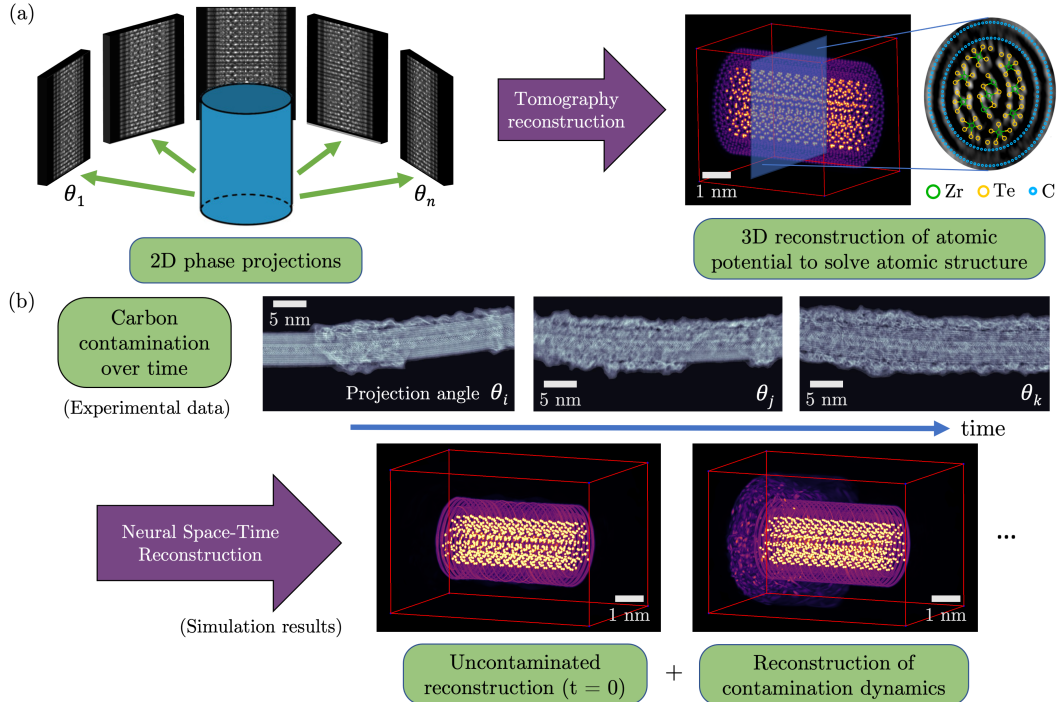 (a)
θ1
θn
2D phase projections
Tomography
reconstruction
1 nm
Zr Te C
3D reconstruction of atomic
potential to solve atomic structure
(b)
Carbon
contamination
over time
(Experimental data)
5 nm
Projection angle θi
5 nm
θj
5 nm
θk
time
Neural Space-Time
Reconstruction
(Simulation results)
1 nm
1 nm
...
Uncontaminated
reconstruction (t = 0)
+
Reconstruction of
contamination dynamics